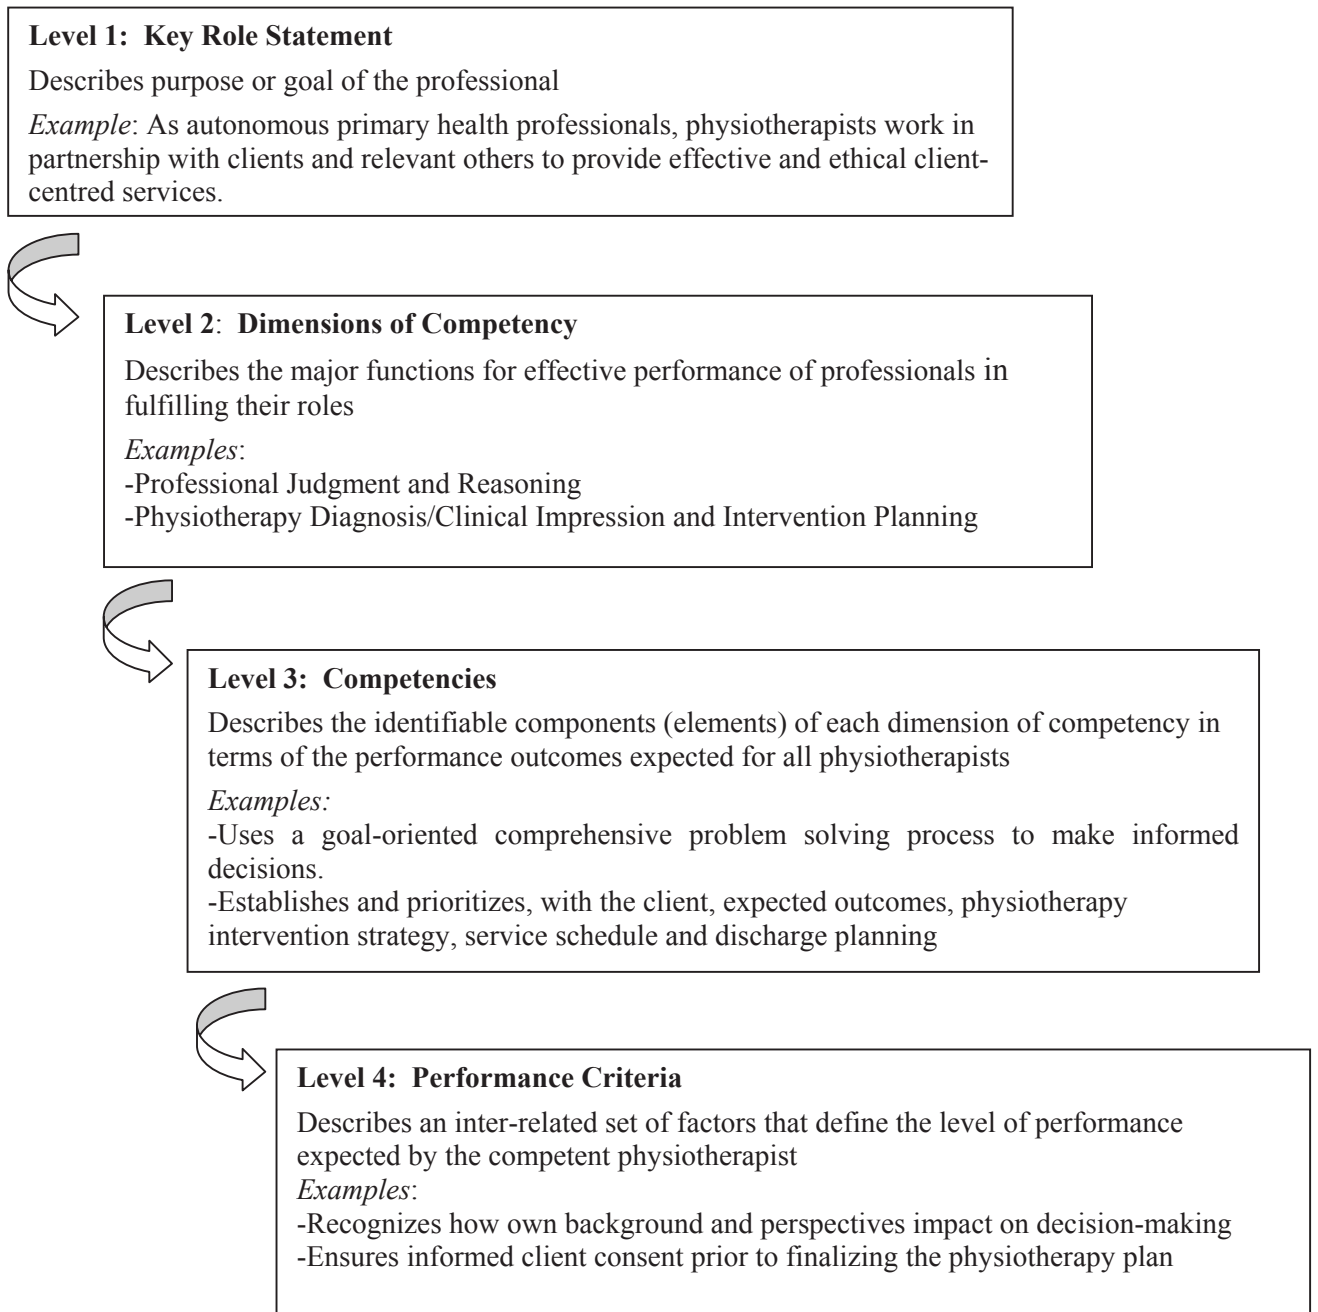 Level 1:  Key Role Statement
Describes purpose or goal of the professional
Example: As autonomous primary health professionals, physiotherapists work in
partnership with clients and relevant others to provide effective and ethical client-
centred services.
Level 2:  Dimensions of Competency
Describes the major functions for effective performance of professionals in
fulfilling their roles
Examples:
-Professional Judgment and Reasoning
-Physiotherapy Diagnosis/Clinical Impression and Intervention Planning
Level 3:  Competencies
Describes the identifiable components (elements) of each dimension of competency in
terms of the performance outcomes expected for all physiotherapists
Examples:
-Uses a goal-oriented comprehensive problem solving process to make informed
decisions.
-Establishes and prioritizes, with the client, expected outcomes, physiotherapy
intervention strategy, service schedule and discharge planning
Level 4:  Performance Criteria
Describes an inter-related set of factors that define the level of performance
expected by the competent physiotherapist
Examples:
-Recognizes how own background and perspectives impact on decision-making
-Ensures informed client consent prior to finalizing the physiotherapy plan